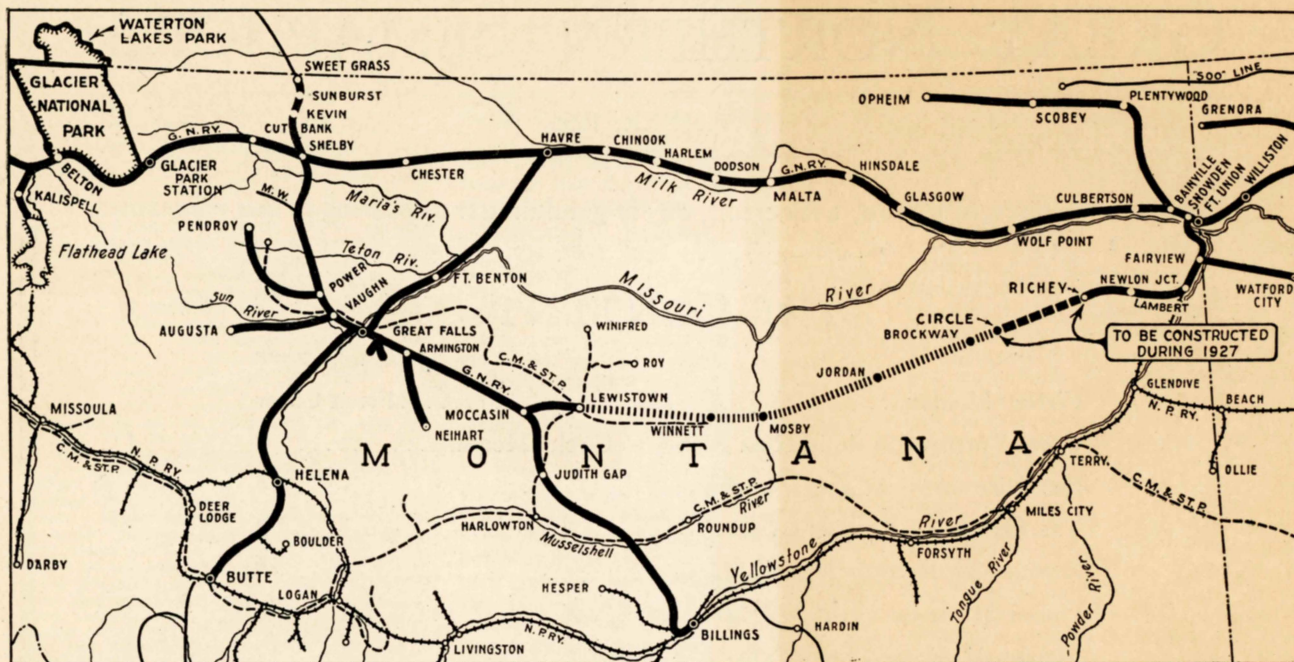 WATERTON
LAKES PARK
GLACIER
NATIONAL
PARK
SWEET GRASS
SUNBURST
KEVIN
CUT BANK
SHELBY
G. N. RY.
BELTON
GLACIER
PARK
STATION
KALISPELL
Flathead Lake
M.W.
PENDROY
CHESTER
Maria's Riv.
Teton Riv.
HAVRE
CHINOOK
HARLEM
DODSON
Milk River
G.N.RY.
MALTA
HINSDALE
GLASGOW
OPHEIM
SCOBEY
"SOO" LINE
PLENTYWOOD
GRENORA
CULBERTSON
WOLF POINT
BAINVILLE
SNOWDEN
FT. UNION
WILLISTON
FAIRVIEW
WATFORD
CITY
NEWLON JCT.
LAMBERT
RICHEY
CIRCLE
BROCKWAY
TO BE CONSTRUCTED
DURING 1927
POWER
VAUGHN
Sun
River
AUGUSTA
FT. BENTON
Missouri
River
GREAT FALLS
ARMINGTON
G.N.RY.
C.M.& ST.P.
WINIFRED
ROY
LEWISTOWN
MOCCASIN
NEIHART
WINNETT
MOSBY
JORDAN
GLENDIVE
N. P. RY.
BEACH
OLLIE
MISSOULA
C.M.& ST.P.
N. P. RY.
MONTANA
HELENA
DEER
LODGE
BOULDER
DARBY
BUTTE
LOGAN
JUDITH GAP
HARLOWTON
Musselshell
River
C.M.& ST.P.
ROUNDUP
TERRY
C.M.& ST.P.
MILES CITY
River
FORSYTH
Yellowstone
Tongue River
Powder River
HESPER
N.P.RY.
LIVINGSTON
BILLINGS
HARDIN